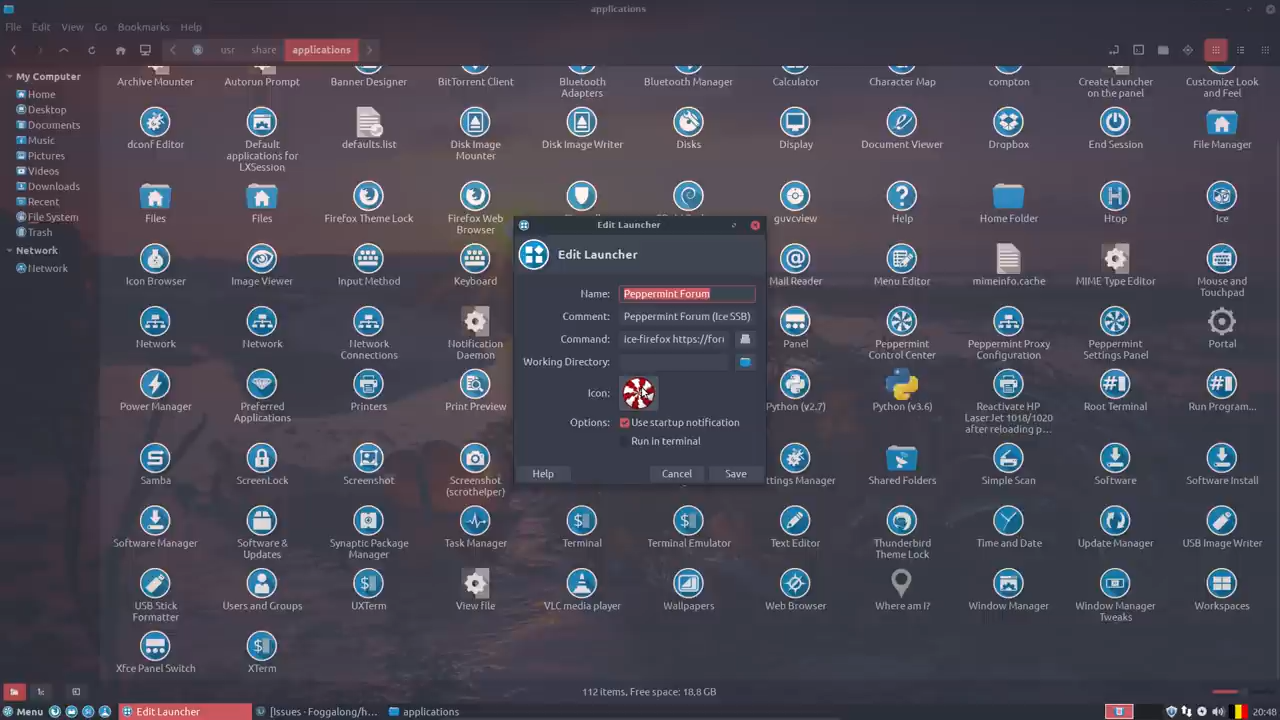 applications
File Edit View Go Bookmarks Help
usr share applications
My Computer
Home
Desktop
Documents
Music
Pictures
Videos
Downloads
Recent
File System
Trash
Network
Network
Archive Mounter
Autorun Prompt
Banner Designer
BitTorrent Client
Bluetooth
Adapters
Bluetooth Manager
Calculator
Character Map
compton
Create Launcher
on the panel
Customize Look
and Feel
dconf Editor
Default
applications for
LXSession
defaults.list
Disk Image
Mounter
Disk Image Writer
Disks
Display
Document Viewer
Dropbox
End Session
File Manager
Files
Files
Firefox Theme Lock
Firefox Web
Browser
guvcview
Help
Home Folder
Htop
Ice
Icon Browser
Image Viewer
Input Method
Keyboard
Mail Reader
Menu Editor
mimeinfo.cache
MIME Type Editor
Mouse and
Touchpad
Network
Network
Network
Connections
Notification
Daemon
Panel
Peppermint
Control Center
Peppermint Proxy
Configuration
Peppermint
Settings Panel
Portal
Power Manager
Preferred
Applications
Printers
Print Preview
Python (v2.7)
Python (v3.6)
Reactivate HP
LaserJet 1018/1020
after reloading p...
Root Terminal
Run Program...
Samba
ScreenLock
Screenshot
Screenshot
(scrothelper)
ttings Manager
Shared Folders
Simple Scan
Software
Software Install
Software Manager
Software &
Updates
Synaptic Package
Manager
Task Manager
Terminal
Terminal Emulator
Text Editor
Thunderbird
Theme Lock
Time and Date
Update Manager
USB Image Writer
USB Stick
Formatter
Users and Groups
UXTerm
View file
VLC media player
Wallpapers
Web Browser
Where am I?
Window Manager
Window Manager
Tweaks
Workspaces
Xfce Panel Switch
XTerm
Edit Launcher
Edit Launcher
Name: Peppermint Forum
Comment: Peppermint Forum (Ice SSB)
Command: ice-firefox https://foru
Working Directory:
Icon:
Options: Use startup notification
Run in terminal
Help Cancel Save
112 items, Free space: 18,8 GB
Menu Edit Launcher [Issues - Foggalong/h... applications 20:48